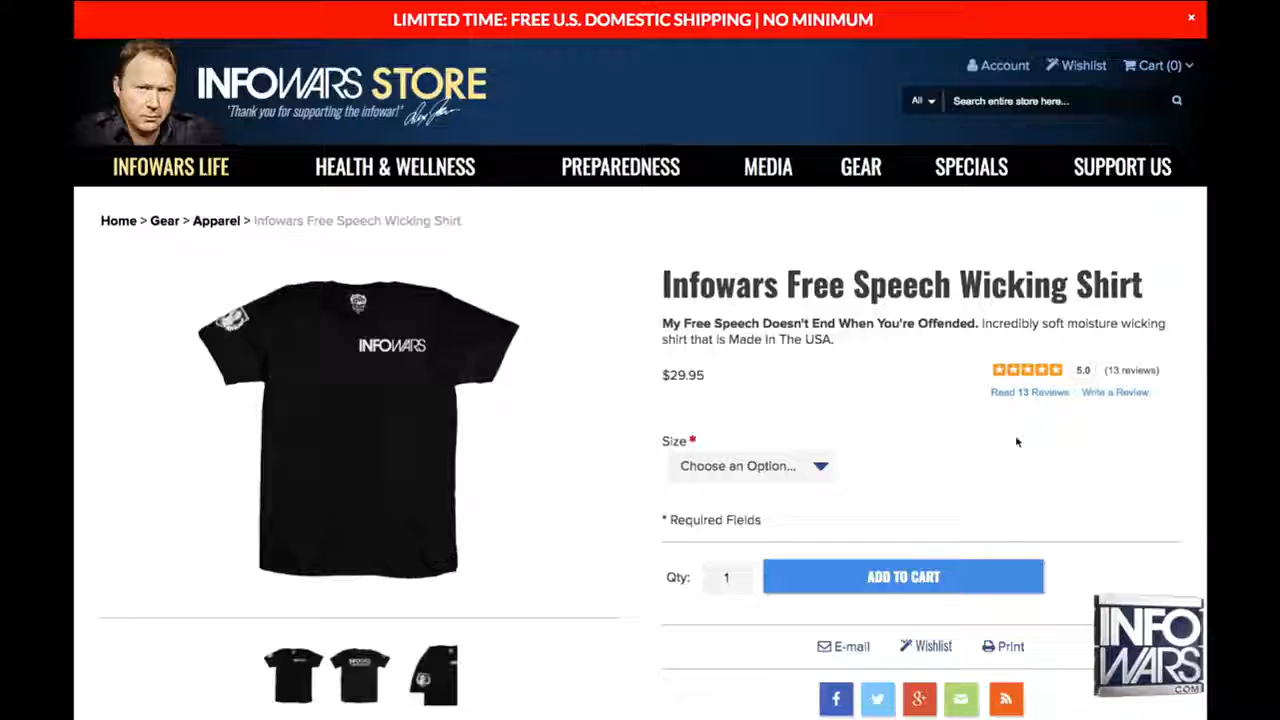 LIMITED TIME: FREE U.S. DOMESTIC SHIPPING | NO MINIMUM
×
INFOWARS STORE
'Thank you for supporting the infowar!'
Account
Wishlist
Cart (0)
All
Search entire store here...
INFOWARS LIFE
HEALTH & WELLNESS
PREPAREDNESS
MEDIA
GEAR
SPECIALS
SUPPORT US
Home > Gear > Apparel > Infowars Free Speech Wicking Shirt
INFOWARS
Infowars Free Speech Wicking Shirt
My Free Speech Doesn't End When You're Offended. Incredibly soft moisture wicking
shirt that is Made In The USA.
$29.95
5.0
(13 reviews)
Read 13 Reviews
Write a Review
Size *
Choose an Option...
* Required Fields
Qty:
1
ADD TO CART
E-mail
Wishlist
Print
INFO
WARS
.COM